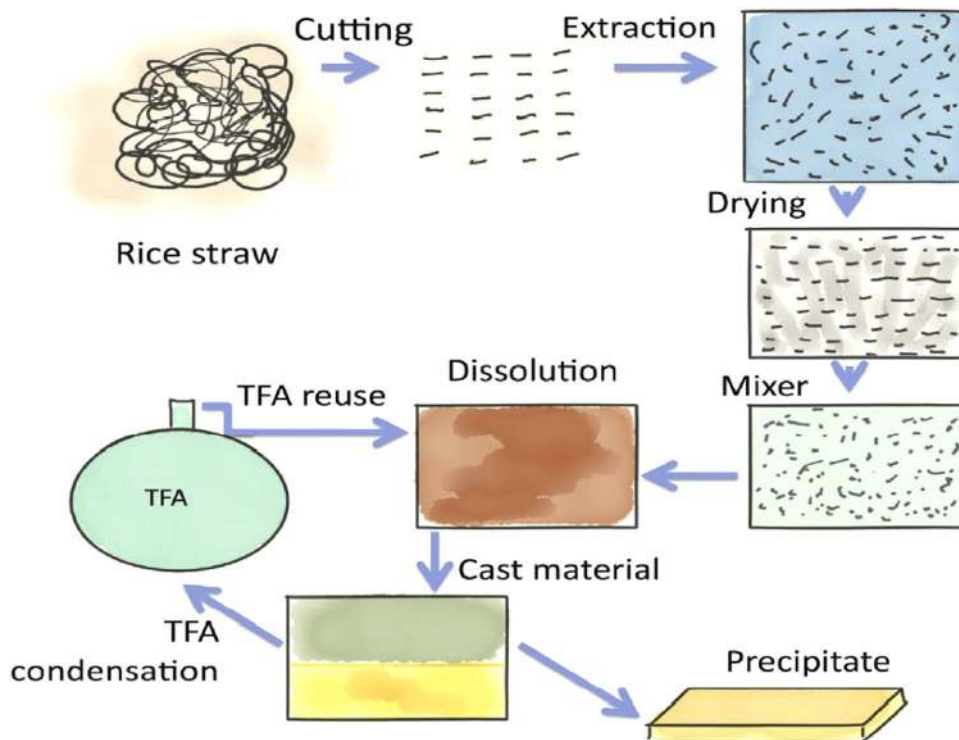 Cutting
Extraction
Rice straw
Drying
Mixer
Dissolution
TFA reuse
TFA
Cast material
TFA
condensation
Precipitate